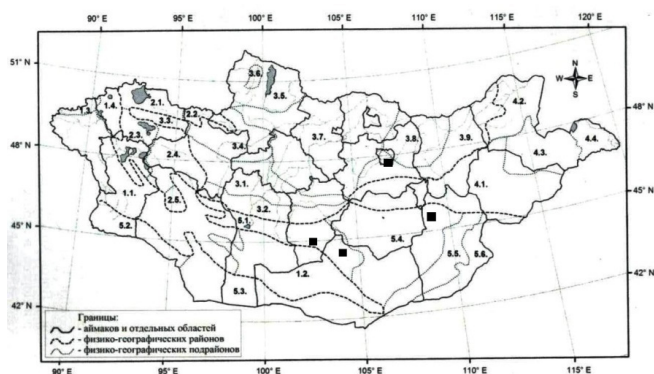 90° E 95° E 100° E 105° E 110° E 115° E 120° E
51° N
48° N
45° N
42° N
48° N
45° N
42° N
N
W E
S
3.6.
3.5.
1.4.
2.1.
2.2.
3.3.
2.3.
2.4.
3.4.
3.7.
3.8.
3.9.
4.2.
4.3.
4.4.
1.1.
2.5.
3.1.
3.2.
4.1.
5.1.
5.2.
5.4.
1.2.
5.3.
5.5.
5.6.
Границы:
- аймаков и отдельных областей
- физико-географических районов
- физико-географических подрайонов
90° E 95° E 100° E 105° E 110° E 115° E